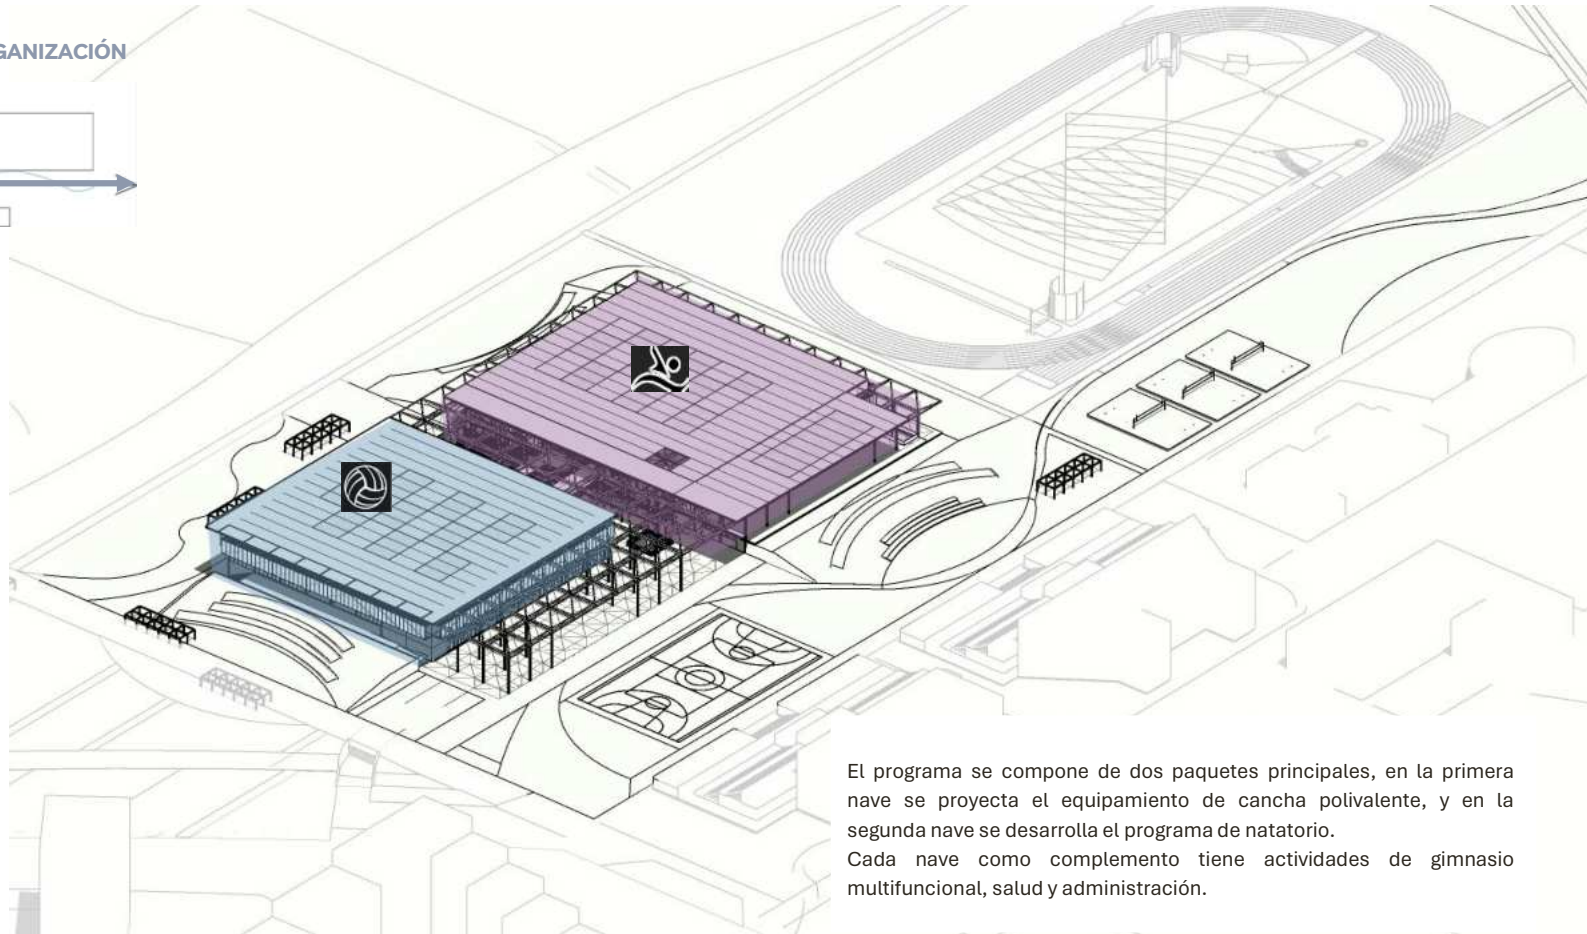 GANIZACIÓN
El programa se compone de dos paquetes principales, en la primera
nave se proyecta el equipamiento de cancha polivalente, y en la
segunda nave se desarrolla el programa de natatorio.
Cada nave como complemento tiene actividades de gimnasio
multifuncional, salud y administración.